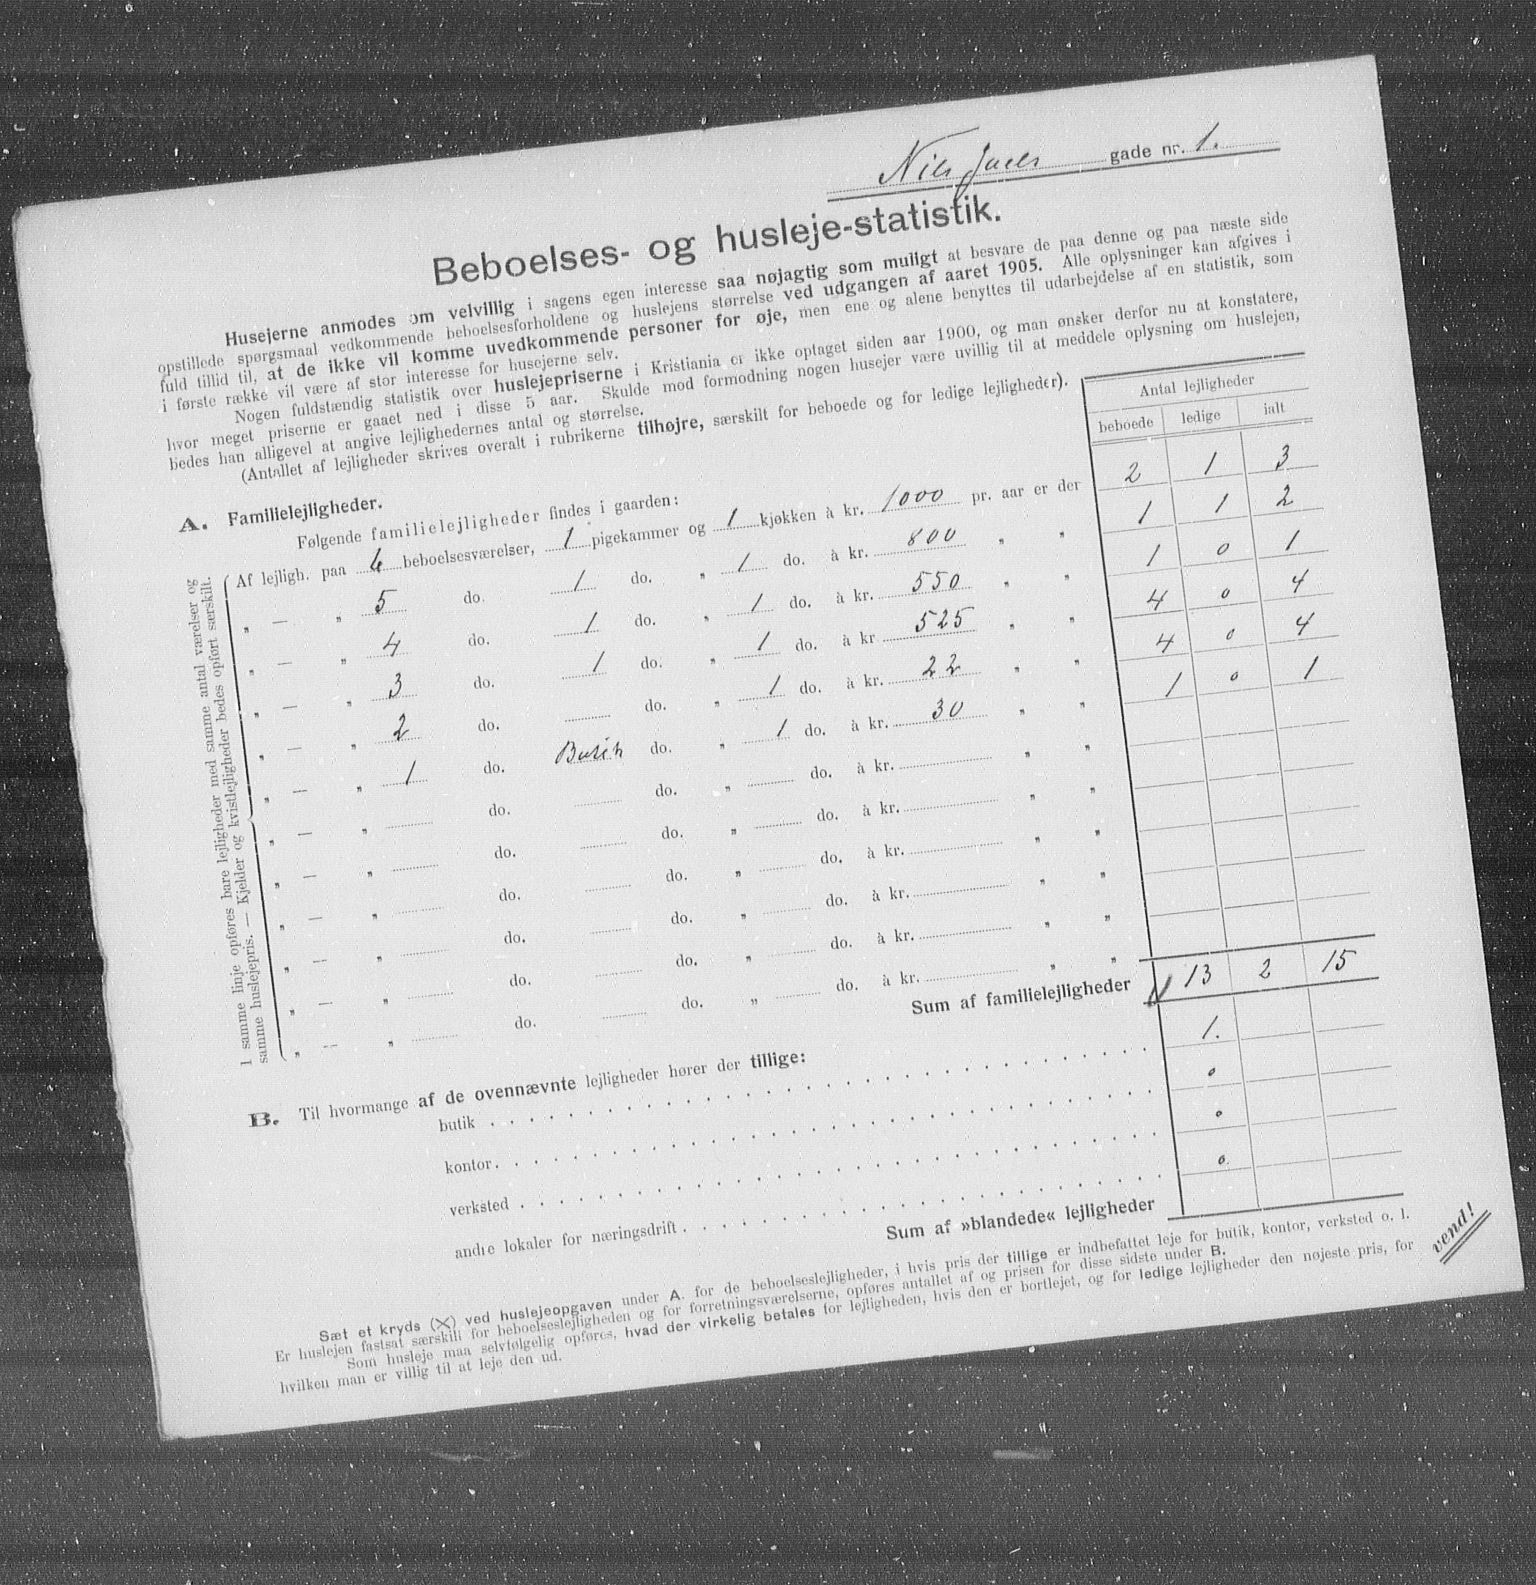 Niels Juels gade nr. 1.
Beboelses- og husleje-statistik.
Husejerne anmodes om velvillig i sagens egen interesse saa nøjagtig som muligt at besvare de paa denne og paa næste side
opstillede spørgsmaal vedkommende beboelsesforholdene og huslejens størrelse ved udgangen af aaret 1905. Alle oplysninger kan afgives i
fuld tillid til, at de ikke vil komme uvedkommende personer for øje, men ene og alene benyttes til udarbejdelse af en statistik, som
i første række vil være af stor interesse for husejerne selv.
Nogen fuldstændig statistik over huslejepriserne i Kristiania er ikke optaget siden aar 1900, og man ønsker derfor nu at konstatere,
hvor meget priserne er gaaet ned i disse 5 aar. Skulde mod formodning nogen husejer være uvillig til at meddele oplysning om huslejen,
bedes han alligevel at angive lejlighedernes antal og størrelse.
(Antallet af lejligheder skrives overalt i rubrikerne tilhøjre, særskilt for beboede og for ledige lejligheder).
Antal lejligheder
beboede ledige ialt
A. Familielejligheder.
Følgende familielejligheder findes i gaarden:
I samme linje opføres bare lejligheder med samme antal værelser og
samme huslejepris. — Kjelder og kvistlejligheder bedes opført særskilt.
Af lejligh. paa 6 beboelsesværelser, 1 pigekammer og 1 kjøkken à kr. 1000 pr. aar er der 2 1 3
„ — „ 5 do. 1 do. „ 1 do. à kr. 800 „ „ 1 1 2
„ — „ 4 do. 1 do. „ 1 do. à kr. 550 „ „ 1 0 1
„ — „ 3 do. 1 do. „ 1 do. à kr 525 „ „ 4 0 4
„ — „ 2 do. do. „ 1 do. à kr. 22 „ „ 4 0 4
„ — „ 1 do. Butik do. „ 1 do. à kr. 30 „ „ 1 0 1
„ — „ do. do. „ do. à kr. „ „
„ — „ do. do. „ do. à kr. „ „
„ — „ do. do. „ do. à kr. „ „
„ — „ do. do. „ do. à kr. „ „
„ — „ do. do. „ do. à kr. „ „
„ — „ do. do. „ do. à kr. „ „
Sum af familielejligheder 13 2 15
B. Til hvormange af de ovennævnte lejligheder hører der tillige:
butik 1.
kontor 0
verksted 0
andre lokaler for næringsdrift 0.
Sum af »blandede« lejligheder
Sæt et kryds (X) ved huslejeopgaven under A. for de beboelseslejligheder, i hvis pris der tillige er indbefattet leje for butik, kontor, verksted o. l.
Er huslejen fastsat særskilt for beboelseslejligheden og for forretningsværelserne, opføres antallet af og prisen for disse sidste under B.
Som husleje maa selvfølgelig opføres, hvad der virkelig betales for lejligheden, hvis den er bortlejet, og for ledige lejligheder den nøjeste pris, for
hvilken man er villig til at leje den ud.
vend!